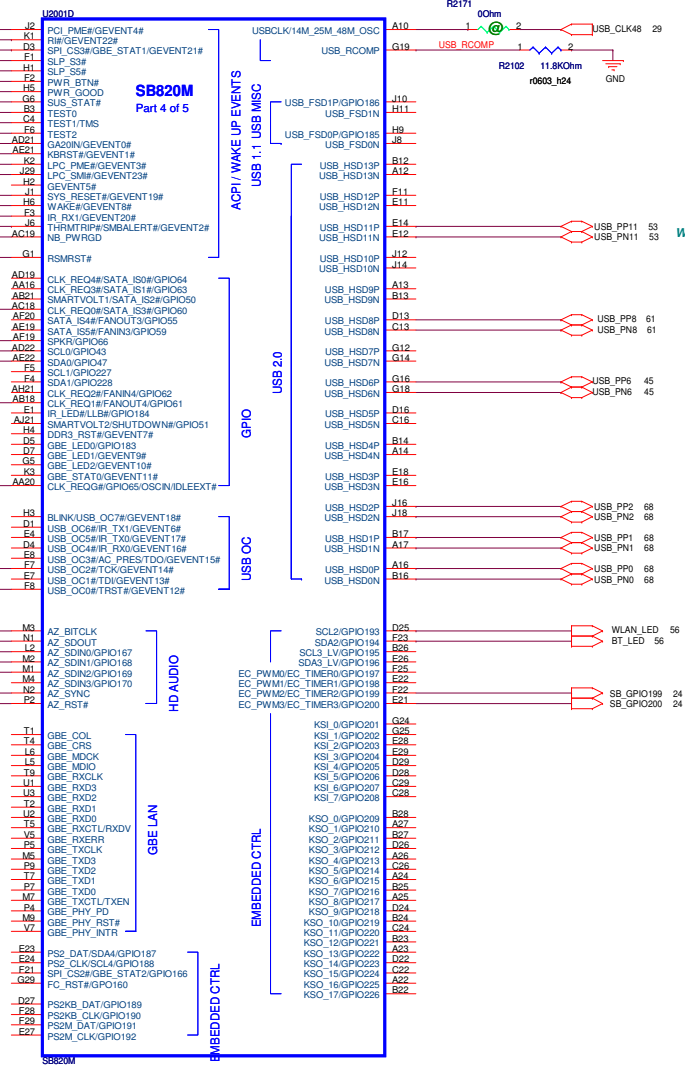 U2001D
SB820M
Part 4 of 5
J2 PCI_PME#/GEVENT4#
K1 RI#/GEVENT22#
D3 SPI_CS3#/GBE_STAT1/GEVENT21#
F1 SLP_S3#
H1 SLP_S5#
F2 PWR_BTN#
H5 PWR_GOOD
G6 SUS_STAT#
B3 TEST0
C4 TEST1/TMS
F6 TEST2
AD21 GA20IN/GEVENT0#
AE21 KBRST#/GEVENT1#
K2 LPC_PME#/GEVENT3#
J29 LPC_SMI#/GEVENT23#
H2 GEVENT5#
J1 SYS_RESET#/GEVENT19#
H6 WAKE#/GEVENT8#
F3 IR_RX1/GEVENT20#
J6 THRMTRIP#/SMBALERT#/GEVENT2#
AC19 NB_PWRGD
G1 RSMRST#
ACPI / WAKE UP EVENTS
AD19 CLK_REQ4#/SATA_IS0#/GPIO64
AA16 CLK_REQ3#/SATA_IS1#/GPIO63
AB21 SMARTVOLT1/SATA_IS2#/GPIO50
AC18 CLK_REQ0#/SATA_IS3#/GPIO60
AF20 SATA_IS4#/FANOUT3/GPIO55
AE19 SATA_IS5#/FANIN3/GPIO59
AF19 SPKR/GPIO66
AD22 SCL0/GPIO43
AE22 SDA0/GPIO47
F5 SCL1/GPIO227
F4 SDA1/GPIO228
AH21 CLK_REQ2#/FANIN4/GPIO62
AB18 CLK_REQ1#/FANOUT4/GPIO61
E1 IR_LED#/LLB#/GPIO184
AJ21 SMARTVOLT2/SHUTDOWN#/GPIO51
H4 DDR3_RST#/GEVENT7#
D5 GBE_LED0/GPIO183
D7 GBE_LED1/GEVENT9#
G5 GBE_LED2/GEVENT10#
K3 GBE_STAT0/GEVENT11#
AA20 CLK_REQG#/GPIO65/OSCIN/IDLEEXT#
GPIO
H3 BLINK/USB_OC7#/GEVENT18#
D1 USB_OC6#/IR_TX1/GEVENT6#
E4 USB_OC5#/IR_TX0/GEVENT17#
D4 USB_OC4#/IR_RX0/GEVENT16#
E8 USB_OC3#/AC_PRES/TDO/GEVENT15#
F7 USB_OC2#/TCK/GEVENT14#
E7 USB_OC1#/TDI/GEVENT13#
F8 USB_OC0#/TRST#/GEVENT12#
USB OC
M3 AZ_BITCLK
N1 AZ_SDOUT
L2 AZ_SDIN0/GPIO167
M2 AZ_SDIN1/GPIO168
M1 AZ_SDIN2/GPIO169
M4 AZ_SDIN3/GPIO170
N2 AZ_SYNC
P2 AZ_RST#
HD AUDIO
T1 GBE_COL
T4 GBE_CRS
L6 GBE_MDCK
L5 GBE_MDIO
T9 GBE_RXCLK
U1 GBE_RXD3
U3 GBE_RXD2
T2 GBE_RXD1
U2 GBE_RXD0
T5 GBE_RXCTL/RXDV
V5 GBE_RXERR
P5 GBE_TXCLK
M5 GBE_TXD3
P9 GBE_TXD2
T7 GBE_TXD1
P7 GBE_TXD0
M7 GBE_TXCTL/TXEN
P4 GBE_PHY_PD
M9 GBE_PHY_RST#
V7 GBE_PHY_INTR
GBE LAN
E23 PS2_DAT/SDA4/GPIO187
E24 PS2_CLK/SCL4/GPIO188
F21 SPI_CS2#/GBE_STAT2/GPIO166
G29 FC_RST#/GPO160
D27 PS2KB_DAT/GPIO189
F28 PS2KB_CLK/GPIO190
F29 PS2M_DAT/GPIO191
E27 PS2M_CLK/GPIO192
EMBEDDED CTRL
SB820M
R2171
0Ohm
USBCLK/14M_25M_48M_OSC A10 1 @ 2 USB_CLK48 29
USB_RCOMP G19 USB_RCOMP 1 2
R2102 11.8KOhm
r0603_h24
GND
USB MISC
USB_FSD1P/GPIO186 J10
USB_FSD1N H11
USB_FSD0P/GPIO185 H9
USB_FSD0N J8
USB 1.1
USB_HSD13P B12
USB_HSD13N A12
USB_HSD12P F11
USB_HSD12N E11
USB_HSD11P E14 USB_PP11 53
USB_HSD11N E12 USB_PN11 53
USB_HSD10P J12
USB_HSD10N J14
USB_HSD9P A13
USB_HSD9N B13
USB_HSD8P D13 USB_PP8 61
USB_HSD8N C13 USB_PN8 61
USB_HSD7P G12
USB_HSD7N G14
USB_HSD6P G16 USB_PP6 45
USB_HSD6N G18 USB_PN6 45
USB_HSD5P D16
USB_HSD5N C16
USB_HSD4P B14
USB_HSD4N A14
USB_HSD3P E18
USB_HSD3N E16
USB_HSD2P J16 USB_PP2 68
USB_HSD2N J18 USB_PN2 68
USB_HSD1P B17 USB_PP1 68
USB_HSD1N A17 USB_PN1 68
USB_HSD0P A16 USB_PP0 68
USB_HSD0N B16 USB_PN0 68
USB 2.0
SCL2/GPIO193 D25 WLAN_LED 56
SDA2/GPIO194 F23 BT_LED 56
SCL3_LV/GPIO195 B26
SDA3_LV/GPIO196 E26
EC_PWM0/EC_TIMER0/GPIO197 F25
EC_PWM1/EC_TIMER1/GPIO198 E22
EC_PWM2/EC_TIMER2/GPIO199 F22 SB_GPIO199 24
EC_PWM3/EC_TIMER3/GPIO200 E21 SB_GPIO200 24
KSI_0/GPIO201 G24
KSI_1/GPIO202 G25
KSI_2/GPIO203 E28
KSI_3/GPIO204 E29
KSI_4/GPIO205 D29
KSI_5/GPIO206 D28
KSI_6/GPIO207 C29
KSI_7/GPIO208 C28
KSO_0/GPIO209 B28
KSO_1/GPIO210 A27
KSO_2/GPIO211 B27
KSO_3/GPIO212 D26
KSO_4/GPIO213 A26
KSO_5/GPIO214 C26
KSO_6/GPIO215 A24
KSO_7/GPIO216 B25
KSO_8/GPIO217 A25
KSO_9/GPIO218 D24
KSO_10/GPIO219 B24
KSO_11/GPIO220 C24
KSO_12/GPIO221 B23
KSO_13/GPIO222 A23
KSO_14/GPIO223 D22
KSO_15/GPIO224 C22
KSO_16/GPIO225 A22
KSO_17/GPIO226 B22
EMBEDDED CTRL